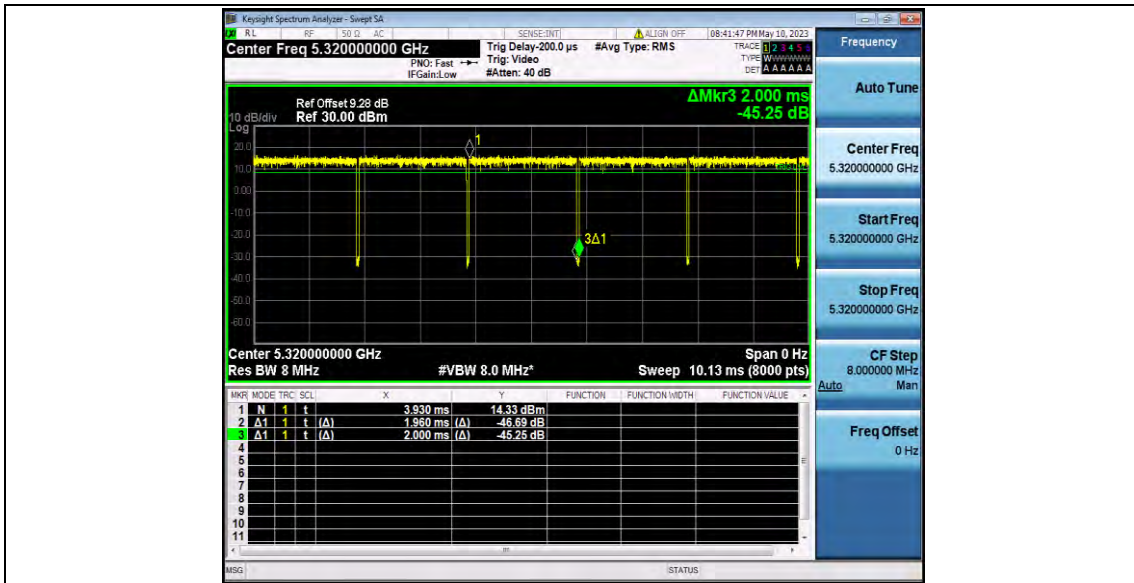 Keysight Spectrum Analyzer - Swept SA
RL RF 50 Ω AC SENSE:INT ALIGN OFF 08:41:47 PM May 10, 2023
Center Freq 5.320000000 GHz
PNO: Fast
IFGain:Low
Trig Delay-200.0 µs
Trig: Video
#Atten: 40 dB
#Avg Type: RMS
TRACE 1 2 3 4 5 6
TYPE WWWWWW
DET A A A A A A
Ref Offset 9.28 dB
10 dB/div Ref 30.00 dBm
Log
ΔMkr3 2.000 ms
-45.25 dB
20.0
10.0
0.00
-10.0
-20.0
-30.0
-40.0
-50.0
-60.0
1
3Δ1
Center 5.320000000 GHz Span 0 Hz
Res BW 8 MHz #VBW 8.0 MHz* Sweep 10.13 ms (8000 pts)
MKR MODE TRC SCL X Y FUNCTION FUNCTION WIDTH FUNCTION VALUE
1 N 1 t 3.930 ms 14.33 dBm
2 Δ1 1 t (Δ) 1.960 ms (Δ) -46.69 dB
3 Δ1 1 t (Δ) 2.000 ms (Δ) -45.25 dB
4
5
6
7
8
9
10
11
MSG STATUS
Frequency
Auto Tune
Center Freq
5.320000000 GHz
Start Freq
5.320000000 GHz
Stop Freq
5.320000000 GHz
CF Step
8.000000 MHz
Auto Man
Freq Offset
0 Hz